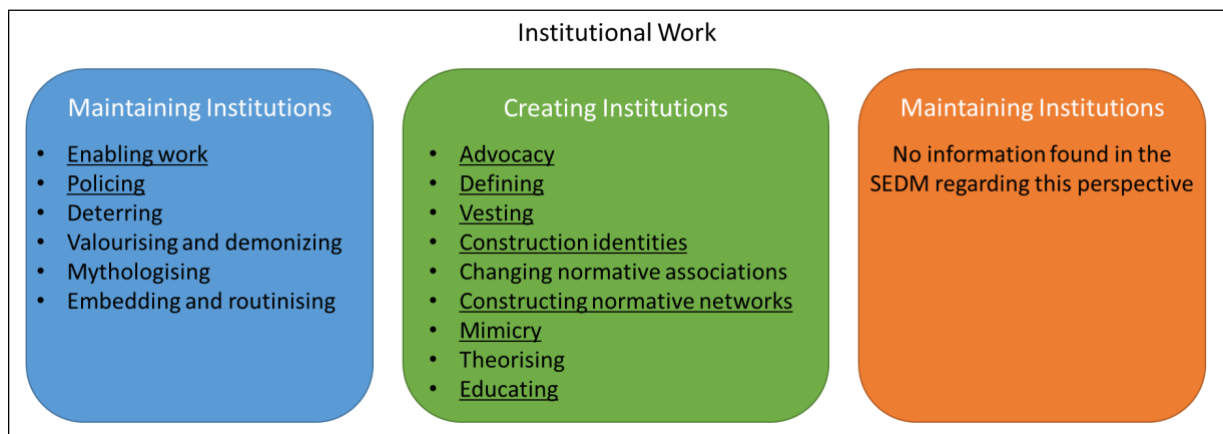 Institutional Work
Maintaining Institutions
• Enabling work
• Policing
• Deterring
• Valourising and demonizing
• Mythologising
• Embedding and routinising
Creating Institutions
• Advocacy
• Defining
• Vesting
• Construction identities
• Changing normative associations
• Constructing normative networks
• Mimicry
• Theorising
• Educating
Maintaining Institutions
No information found in the
SEDM regarding this perspective